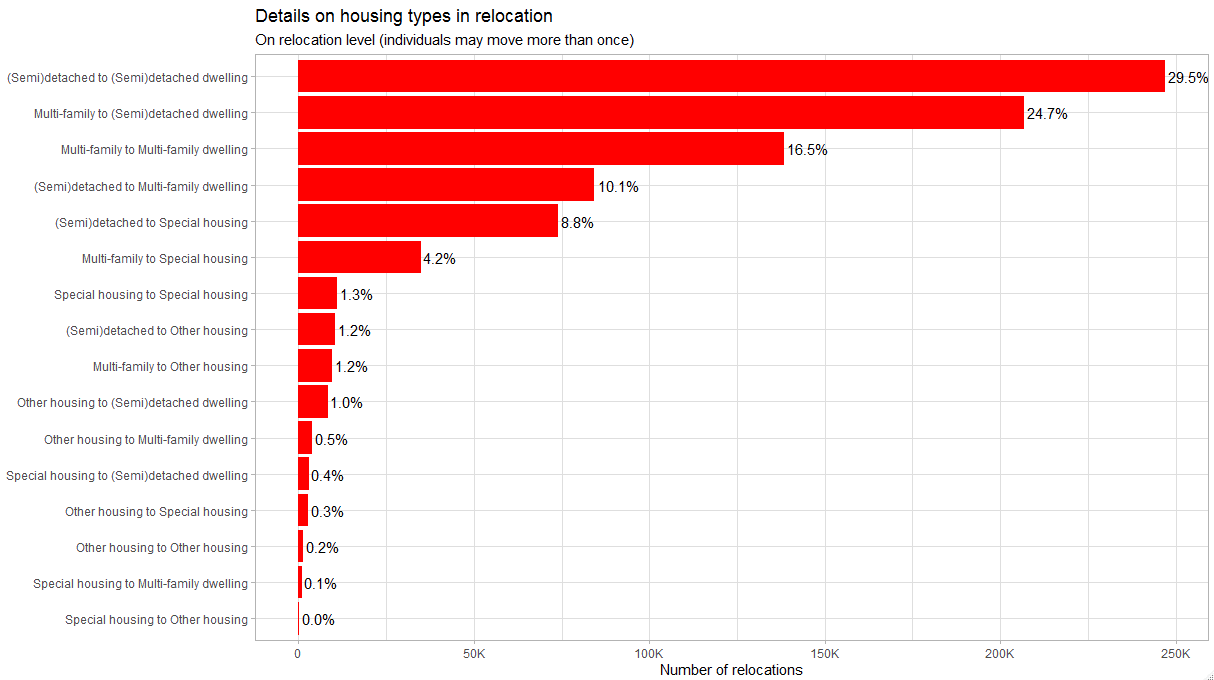 Details on housing types in relocation
On relocation level (individuals may move more than once)
(Semi)detached to (Semi)detached dwelling 29.5%
Multi-family to (Semi)detached dwelling 24.7%
Multi-family to Multi-family dwelling 16.5%
(Semi)detached to Multi-family dwelling 10.1%
(Semi)detached to Special housing 8.8%
Multi-family to Special housing 4.2%
Special housing to Special housing 1.3%
(Semi)detached to Other housing 1.2%
Multi-family to Other housing 1.2%
Other housing to (Semi)detached dwelling 1.0%
Other housing to Multi-family dwelling 0.5%
Special housing to (Semi)detached dwelling 0.4%
Other housing to Special housing 0.3%
Other housing to Other housing 0.2%
Special housing to Multi-family dwelling 0.1%
Special housing to Other housing 0.0%
0 50K 100K 150K 200K 250K
Number of relocations